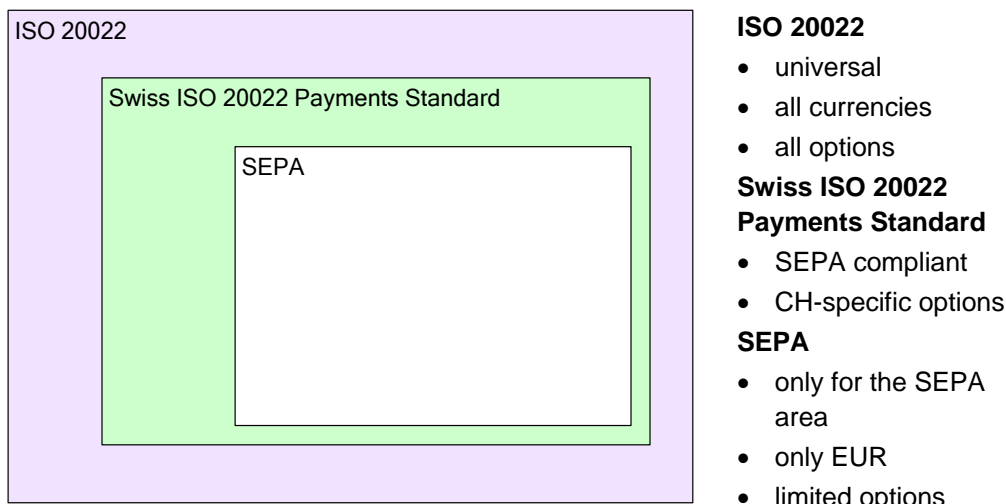 ISO 20022
Swiss ISO 20022 Payments Standard
SEPA
ISO 20022
• universal
• all currencies
• all options
Swiss ISO 20022
Payments Standard
• SEPA compliant
• CH-specific options
SEPA
• only for the SEPA
area
• only EUR
• limited options